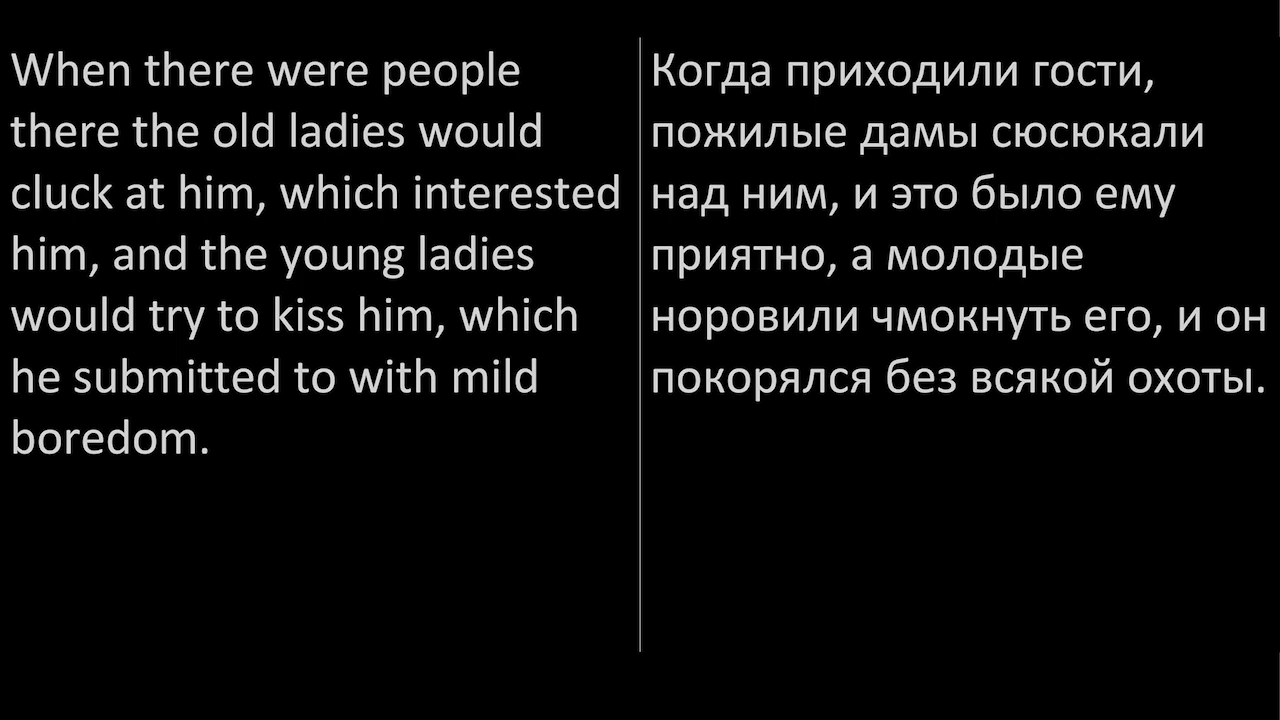 When there were people
there the old ladies would
cluck at him, which interested
him, and the young ladies
would try to kiss him, which
he submitted to with mild
boredom.
Когда приходили гости,
пожилые дамы сюсюкали
над ним, и это было ему
приятно, а молодые
норовили чмокнуть его, и он
покорялся без всякой охоты.